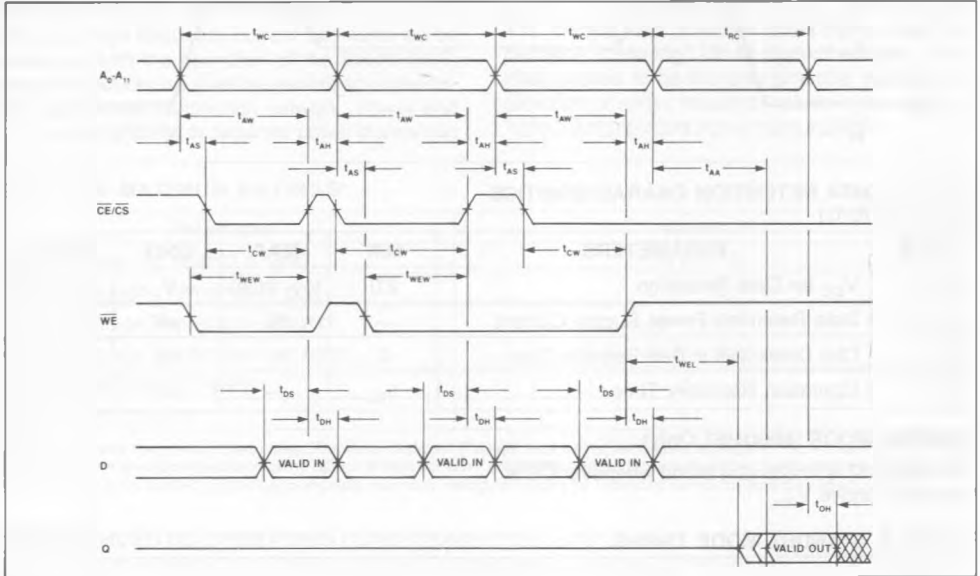 tWC tWC tWC tRC
A0-A11
tAW tAW tAW
tAS tAH tAH tAH
tAS tAS tAA
CE/CS
tCW tCW tCW
tWEW tWEW
WE
tWEL
tDS tDS tDS
tDH tDH tDH
D VALID IN VALID IN VALID IN
tOH
Q VALID OUT